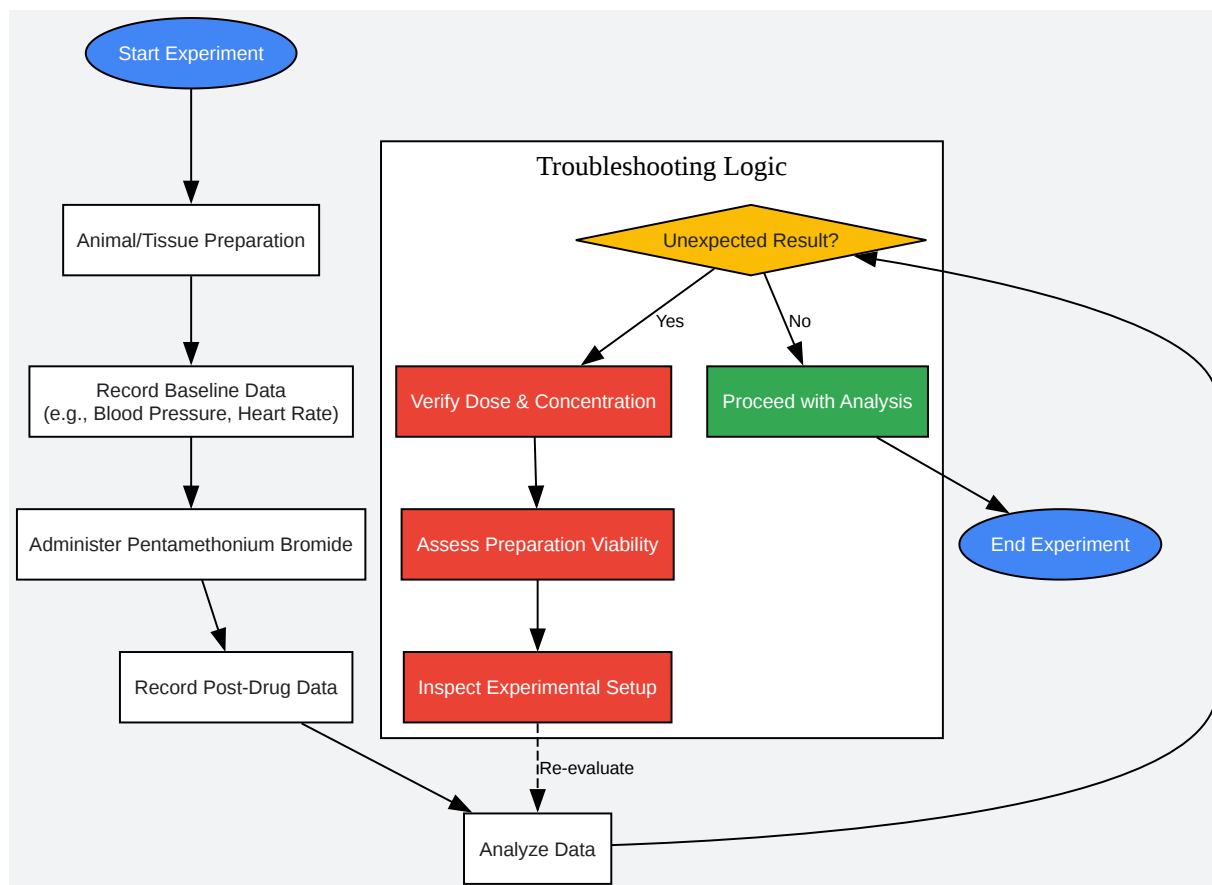 Start Experiment
Animal/Tissue Preparation
Record Baseline Data
(e.g., Blood Pressure, Heart Rate)
Administer Pentamethonium Bromide
Record Post-Drug Data
Troubleshooting Logic
Unexpected Result?
Yes
No
Verify Dose & Concentration
Proceed with Analysis
Assess Preparation Viability
End Experiment
Inspect Experimental Setup
Re-evaluate
Analyze Data